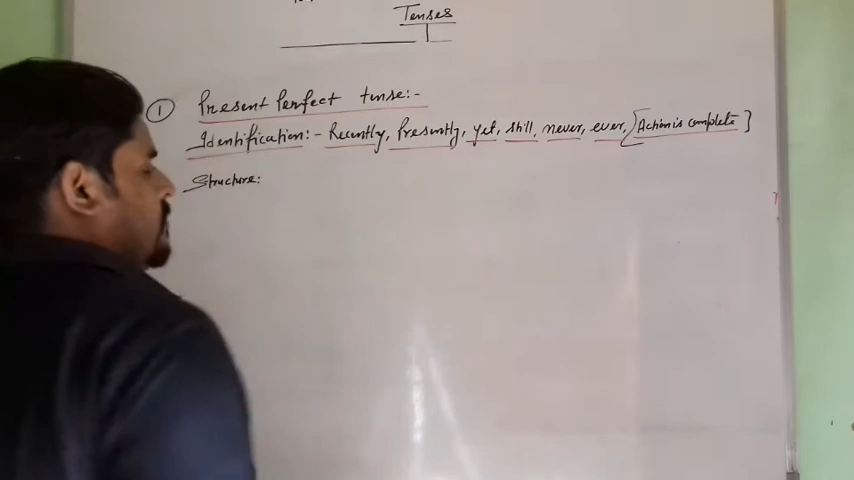 Tenses
① Present Perfect tense:-
Identification:- Recently, Presently, yet, still, never, ever, [Action is complete]
Structure: